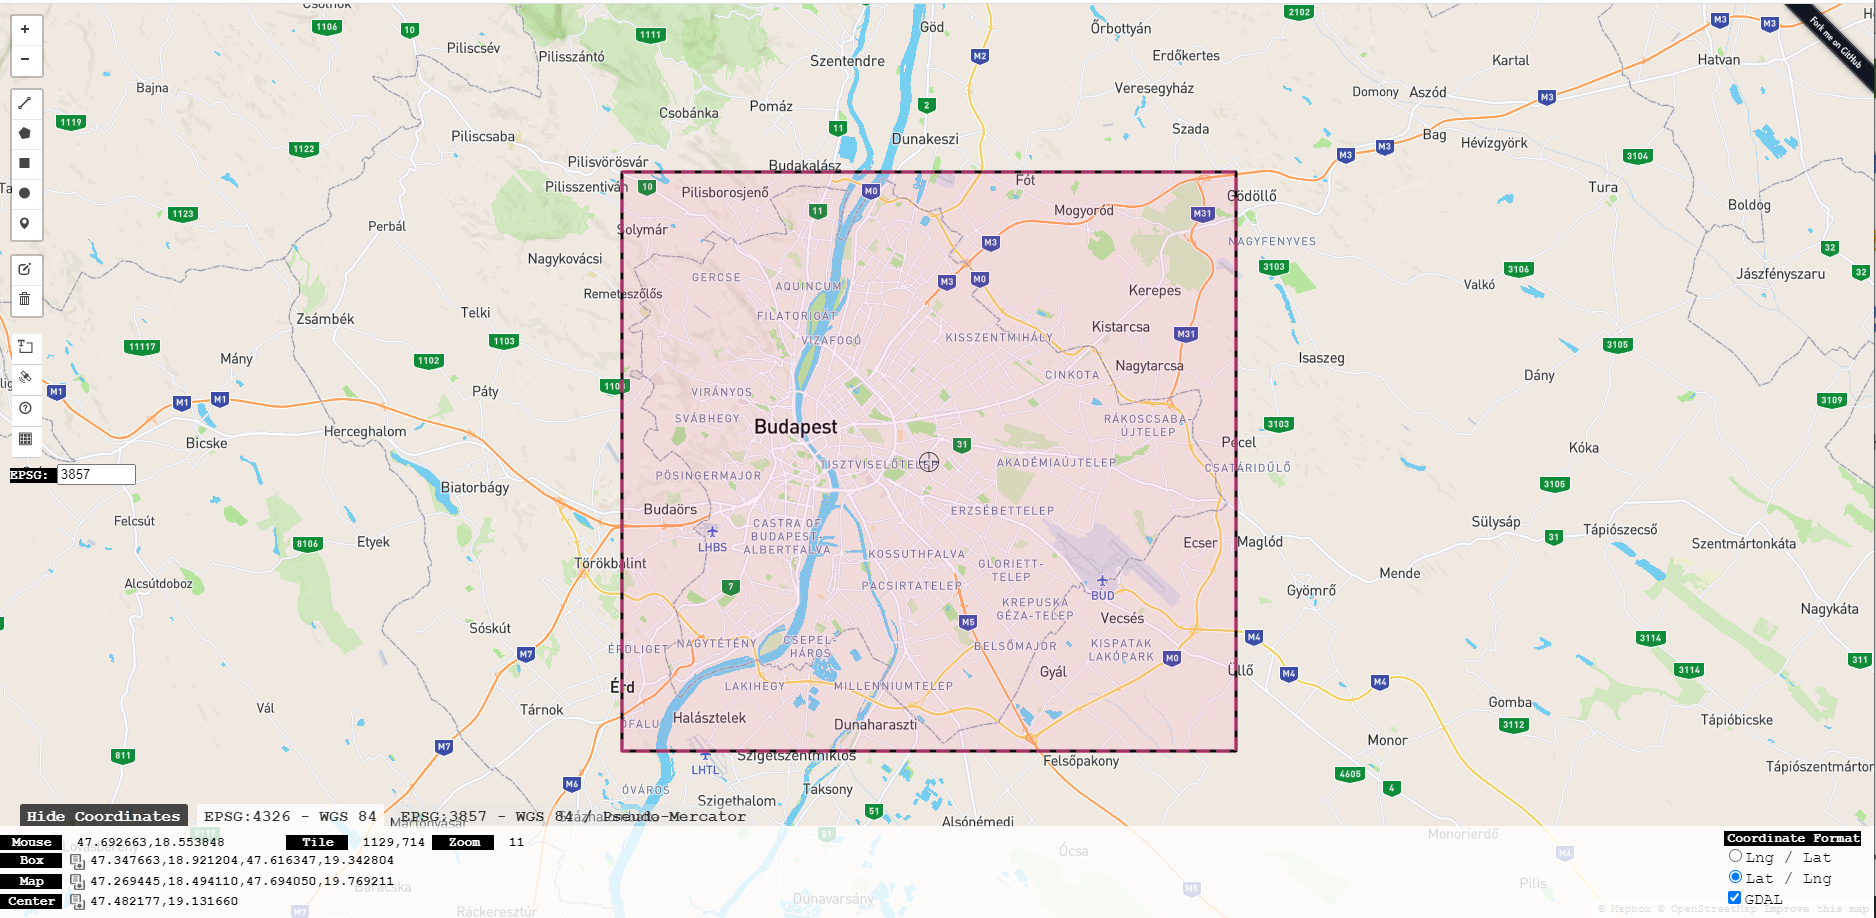 Csolnok
1106
10
Piliscsév
1111
Göd
M2
Őrbottyán
2102
M3
M3
Fork me on GitHub
+
−
Pilisszántó
Szentendre
Erdőkertes
Kartal
Hatvan
Bajna
Veresegyház
Domony
Aszód
M3
1119
Csobánka
Pomáz
2
11
1122
Piliscsaba
Dunakeszi
Szada
Bag
Hévízgyörk
M3
M3
3104
Pilisvörösvár
Budakalász
Pilisszentiván
10
Pilisborosjenő
M0
Fót
Gödöllő
Tura
1123
11
Mogyoród
M31
Boldog
Perbál
Solymár
M3
NAGYFENYVES
32
Nagykovácsi
GERCSE
AQUINCUM
M3
M0
3103
3106
Jászfényszaru
32
Remeteszőlős
Kerepes
Valkó
Zsámbék
Telki
FILATORIGÁT
Kistarcsa
11117
1103
VIZAFOGÓ
KISSZENTMIHÁLY
M31
3105
Mány
1102
Nagytarcsa
Isaszeg
M1
Páty
CINKOTA
Dány
M1
M1
VIRÁNYOS
3109
SVÁBHEGY
RÁKOSCSABA-
ÚJTELEP
3103
Bicske
Herceghalom
Budapest
31
Pécel
Kóka
EPSG:
3857
TISZTVISELŐTELEP
AKADÉMIAÚJTELEP
CSATÁRIDŰLŐ
PÖSINGERMAJOR
Biatorbágy
3105
Budaörs
ERZSÉBETTELEP
Felcsút
CASTRA OF
BUDAPEST-
ALBERTFALVA
Sülysáp
Tápiószecső
8106
Etyek
LHBS
KOSSUTHFALVA
Ecser
Maglód
31
Szentmártonkáta
Törökbálint
GLORIETT-
TELEP
Mende
Alcsútdoboz
7
PACSIRTATELEP
BUD
Gyömrő
KREPUSKA
GÉZA-TELEP
Vecsés
Nagykáta
Sóskút
M5
M4
3114
ÉRDLIGET
NAGYTÉTÉNY
CSEPEL-
HÁROS
BELSŐMAJOR
KISPATAK
LAKÓPARK
M7
M0
311
Gyál
Üllő
M4
M4
3114
Érd
LAKIHEGY
MILLENNIUMTELEP
Vál
Tárnok
Gomba
Halásztelek
Dunaharaszti
3112
Tápióbicske
M7
Monor
811
Szigetszentmiklós
Felsőpakony
LHTL
4605
4
M6
ÓVÁROS
Taksony
Szigethalom
51
Alsónémedi
Hide Coordinates
EPSG:4326 - WGS 84
EPSG:3857 - WGS 84 / Pseudo-Mercator
Monorierdő
Mouse 47.692663,18.553848 Tile 1129,714 Zoom 11
Box 47.347663,18.921204,47.616347,19.342804
Map 47.269445,18.494110,47.694050,19.769211
Center 47.482177,19.131660
Ócsa
M4
M5
Pilis
Dunavarsány
Ráckeresztúr
M7
Coordinate Format
Lng / Lat
Lat / Lng
GDAL
© Mapbox © OpenStreetMap Improve this map